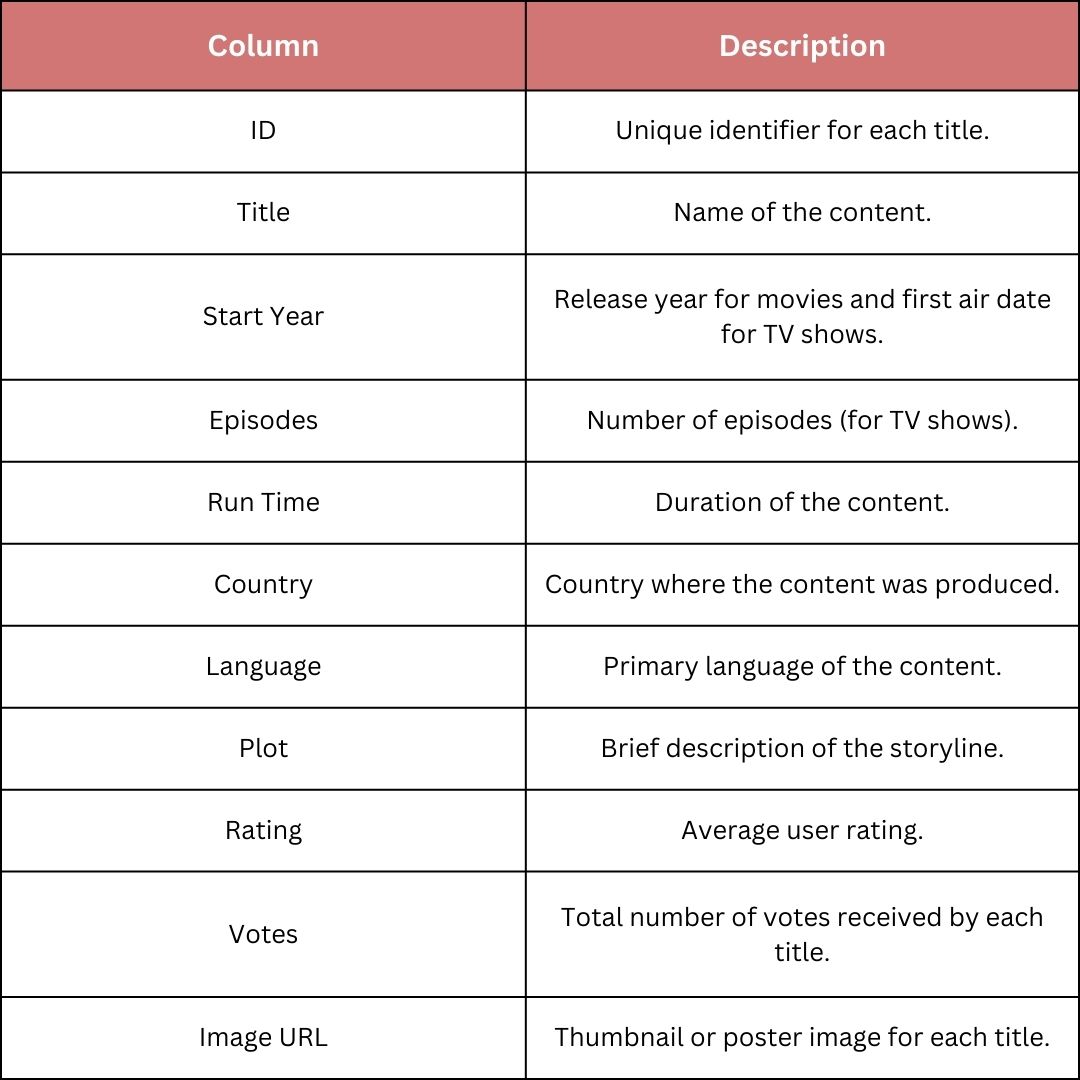 Column Description
ID Unique identifier for each title.
Title Name of the content.
Start Year Release year for movies and first air date
for TV shows.
Episodes Number of episodes (for TV shows).
Run Time Duration of the content.
Country Country where the content was produced.
Language Primary language of the content.
Plot Brief description of the storyline.
Rating Average user rating.
Votes Total number of votes received by each
title.
Image URL Thumbnail or poster image for each title.